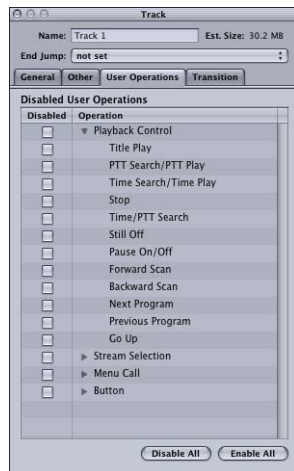 Track
Name: Track 1 Est. Size: 30.2 MB
End Jump: not set
General Other User Operations Transition
Disabled User Operations
Disabled Operation
Playback Control
Title Play
PTT Search/PTT Play
Time Search/Time Play
Stop
Time/PTT Search
Still Off
Pause On/Off
Forward Scan
Backward Scan
Next Program
Previous Program
Go Up
Stream Selection
Menu Call
Button
Disable All Enable All